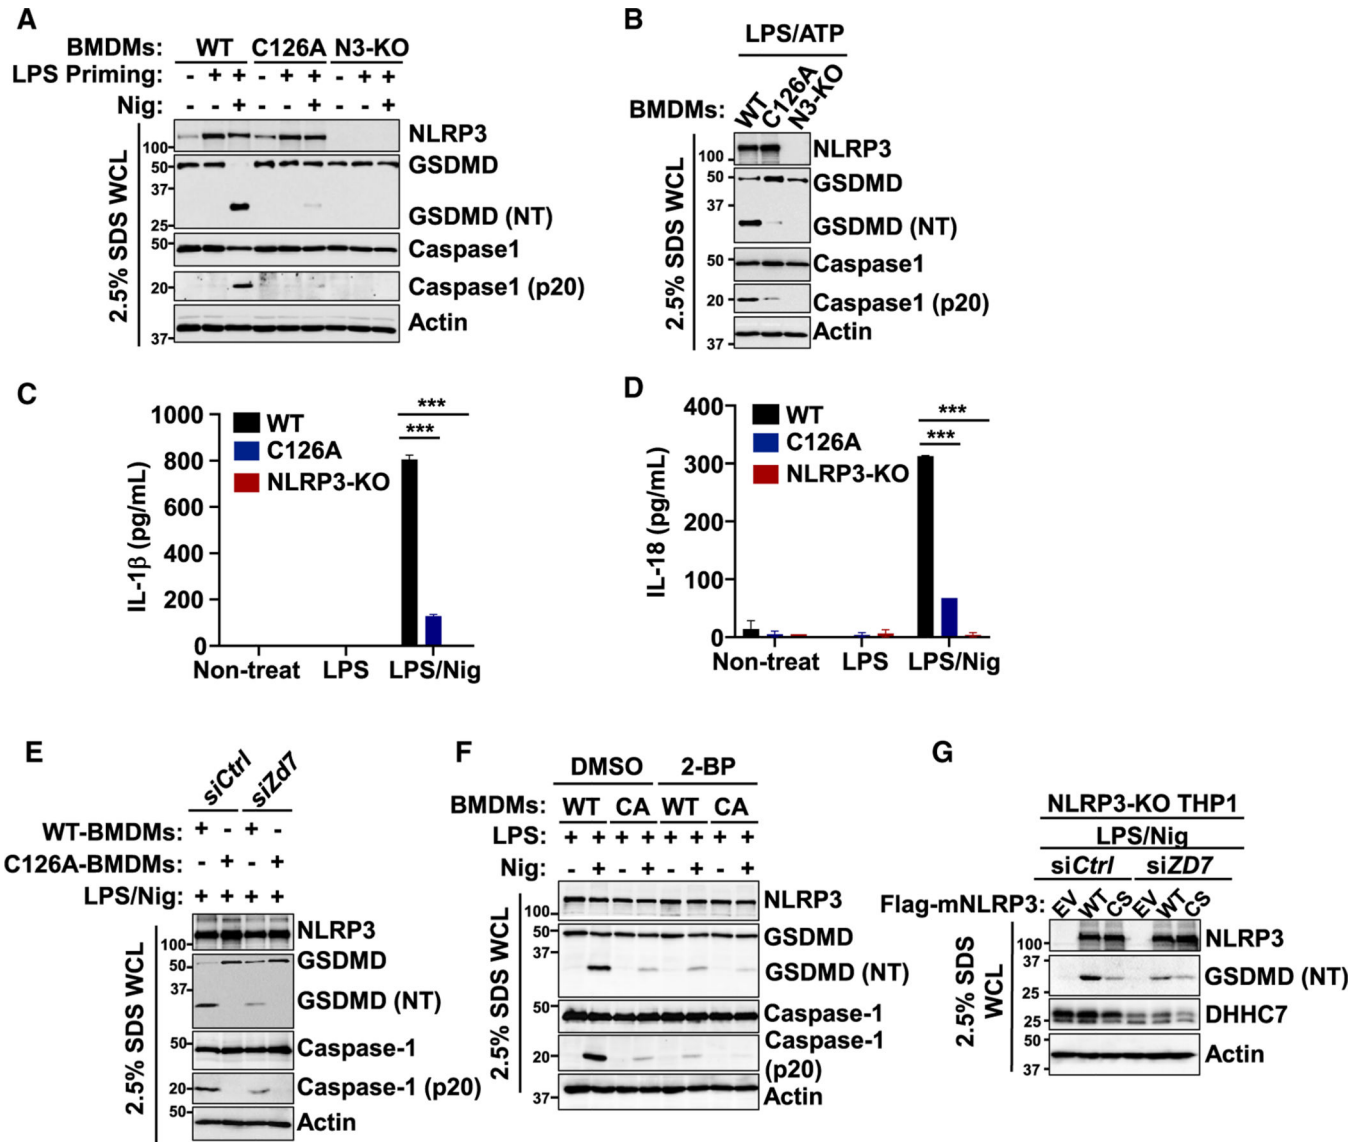 A
BMDMs: WT C126A N3-KO
LPS Priming: - + + - + + - + +
Nig: - - + - - + - - +
2.5% SDS WCL
100 NLRP3
50 GSDMD
37
25 GSDMD (NT)
50 Caspase1
20 Caspase1 (p20)
37 Actin
B
LPS/ATP
BMDMs: WT C126A N3-KO
2.5% SDS WCL
100 NLRP3
50 GSDMD
37
25 GSDMD (NT)
50 Caspase1
20 Caspase1 (p20)
37 Actin
C
IL-1β (pg/mL)
1000
800
600
400
200
0
WT
C126A
NLRP3-KO
***
***
Non-treat LPS LPS/Nig
D
IL-18 (pg/mL)
400
300
200
100
0
WT
C126A
NLRP3-KO
***
***
Non-treat LPS LPS/Nig
E
siCtrl siZd7
WT-BMDMs: + - + -
C126A-BMDMs: - + - +
LPS/Nig: + + + +
2.5% SDS WCL
100 NLRP3
50 GSDMD
37 GSDMD (NT)
50 Caspase-1
20 Caspase-1 (p20)
50 Actin
F
DMSO 2-BP
BMDMs: WT CA WT CA
LPS: + + + + + + + +
Nig: - + - + - + - +
2.5% SDS WCL
100 NLRP3
50 GSDMD
37 GSDMD (NT)
50 Caspase-1
20 Caspase-1
(p20)
37 Actin
G
NLRP3-KO THP1
LPS/Nig
siCtrl siZD7
Flag-mNLRP3: EV WT CS EV WT CS
2.5% SDS
WCL
100 NLRP3
37 GSDMD (NT)
25
25 DHHC7
50 Actin
37